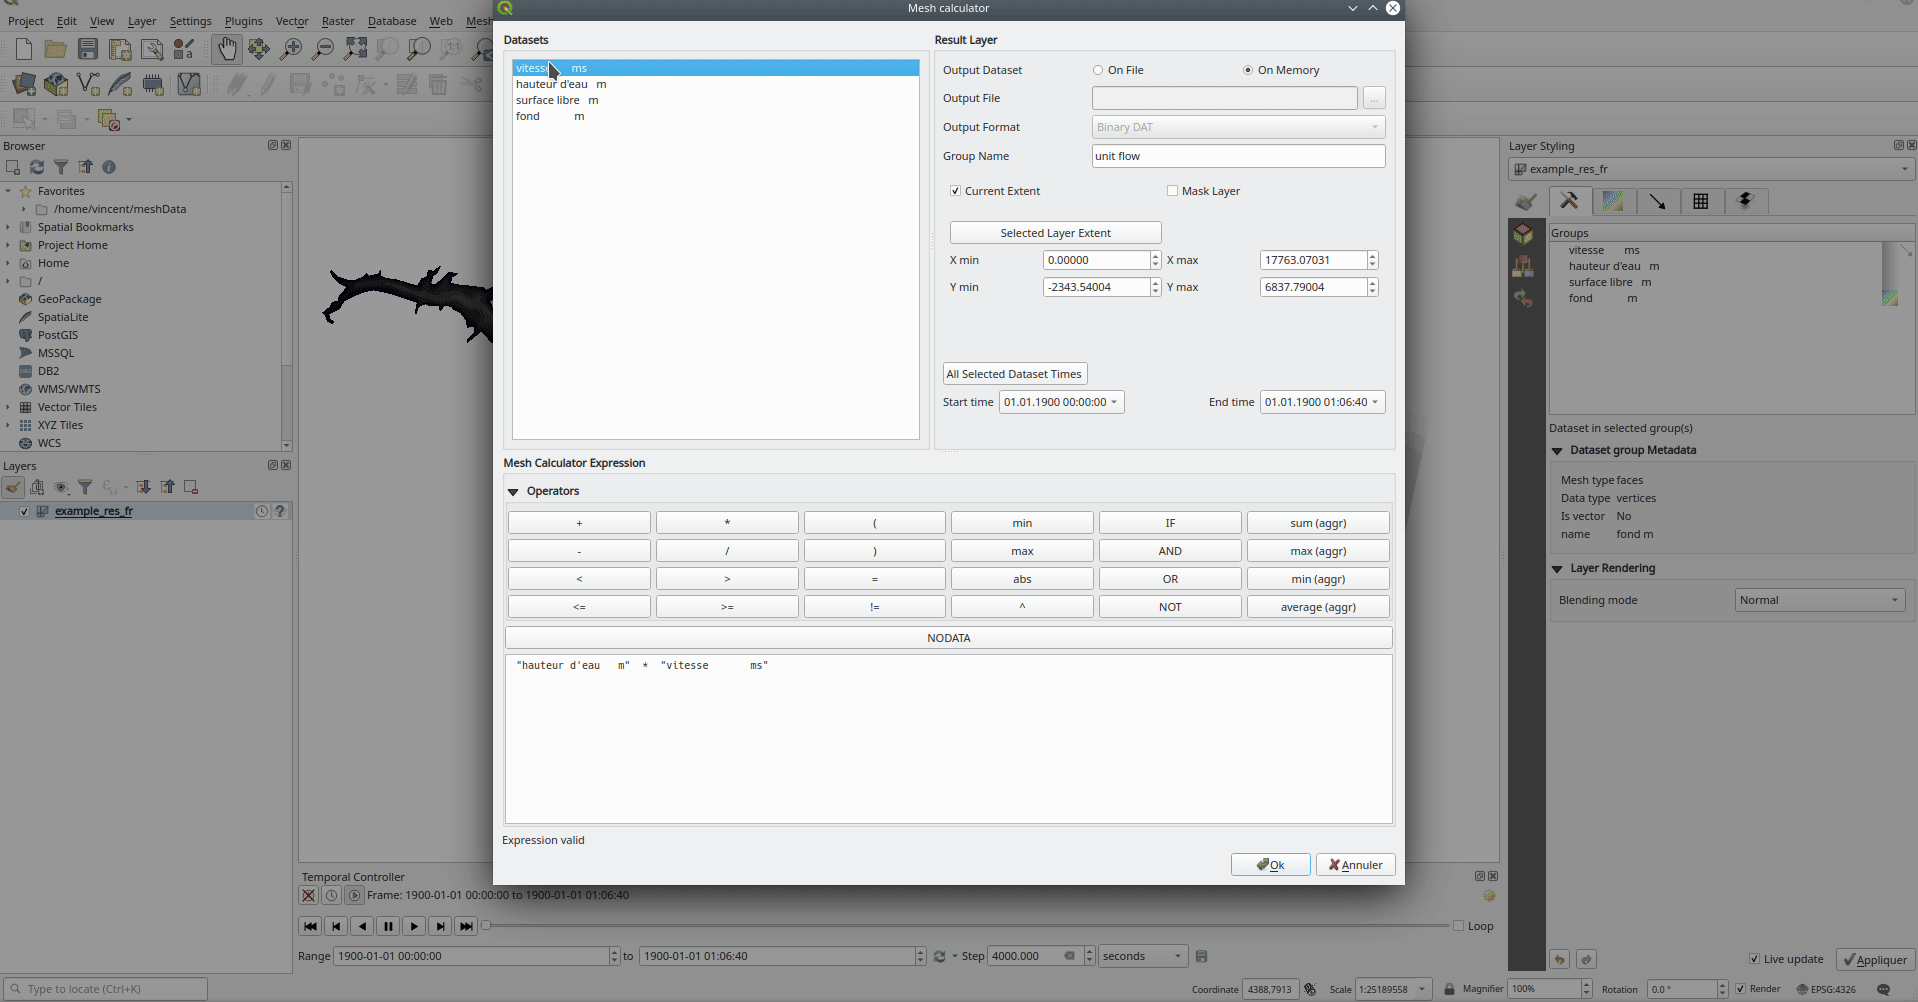 Mesh calculator
Project Edit View Layer Settings Plugins Vector Raster Database Web Mesh
Datasets
vitesse ms
hauteur d'eau m
surface libre m
fond m
Result Layer
Output Dataset On File On Memory
Output File ...
Output Format Binary DAT
Group Name unit flow
Current Extent Mask Layer
Selected Layer Extent
X min 0.00000 X max 17763.07031
Y min -2343.54004 Y max 6837.79004
All Selected Dataset Times
Start time 01.01.1900 00:00:00 End time 01.01.1900 01:06:40
Mesh Calculator Expression
Operators
+ * ( min IF sum (aggr)
- / ) max AND max (aggr)
< > = abs OR min (aggr)
<= >= != ^ NOT average (aggr)
NODATA
"hauteur d'eau m" * "vitesse ms"
Expression valid
Ok Annuler
Browser
Favorites
/home/vincent/meshData
Spatial Bookmarks
Project Home
Home
/
GeoPackage
SpatiaLite
PostGIS
MSSQL
DB2
WMS/WMTS
Vector Tiles
XYZ Tiles
WCS
Layers
example_res_fr
Layer Styling
example_res_fr
Groups
vitesse ms
hauteur d'eau m
surface libre m
fond m
Dataset in selected group(s)
Dataset group Metadata
Mesh type faces
Data type vertices
Is vector No
name fond m
Layer Rendering
Blending mode Normal
Live update Appliquer
Temporal Controller
Frame: 1900-01-01 00:00:00 to 1900-01-01 01:06:40
Loop
Range 1900-01-01 00:00:00 to 1900-01-01 01:06:40 Step 4000.000 seconds
Type to locate (Ctrl+K)
Coordinate 4388,7913 Scale 1:25189558 Magnifier 100% Rotation 0.0 ° Render EPSG:4326